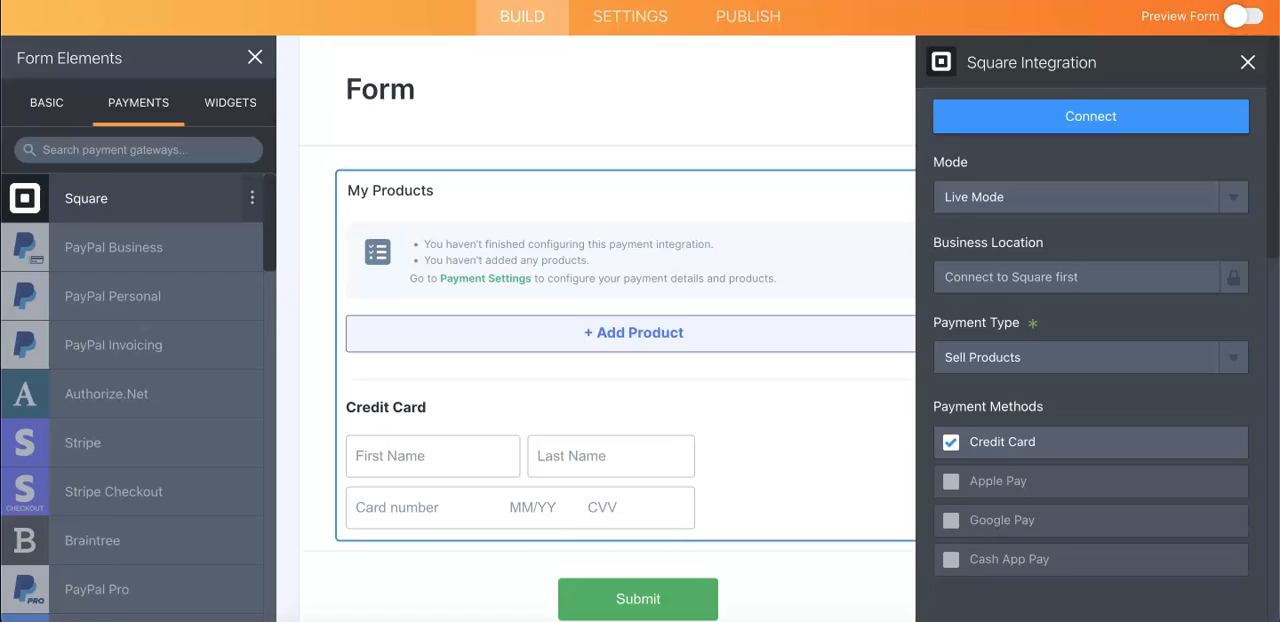 BUILD SETTINGS PUBLISH Preview Form
Form Elements
BASIC PAYMENTS WIDGETS
Search payment gateways...
Square
PayPal Business
PayPal Personal
PayPal Invoicing
A Authorize.Net
S Stripe
S Stripe Checkout
CHECKOUT
B Braintree
PayPal Pro
PRO
Form
My Products
• You haven't finished configuring this payment integration.
• You haven't added any products.
Go to Payment Settings to configure your payment details and products.
+ Add Product
Credit Card
First Name Last Name
Card number MM/YY CVV
Submit
Square Integration
Connect
Mode
Live Mode
Business Location
Connect to Square first
Payment Type *
Sell Products
Payment Methods
Credit Card
Apple Pay
Google Pay
Cash App Pay